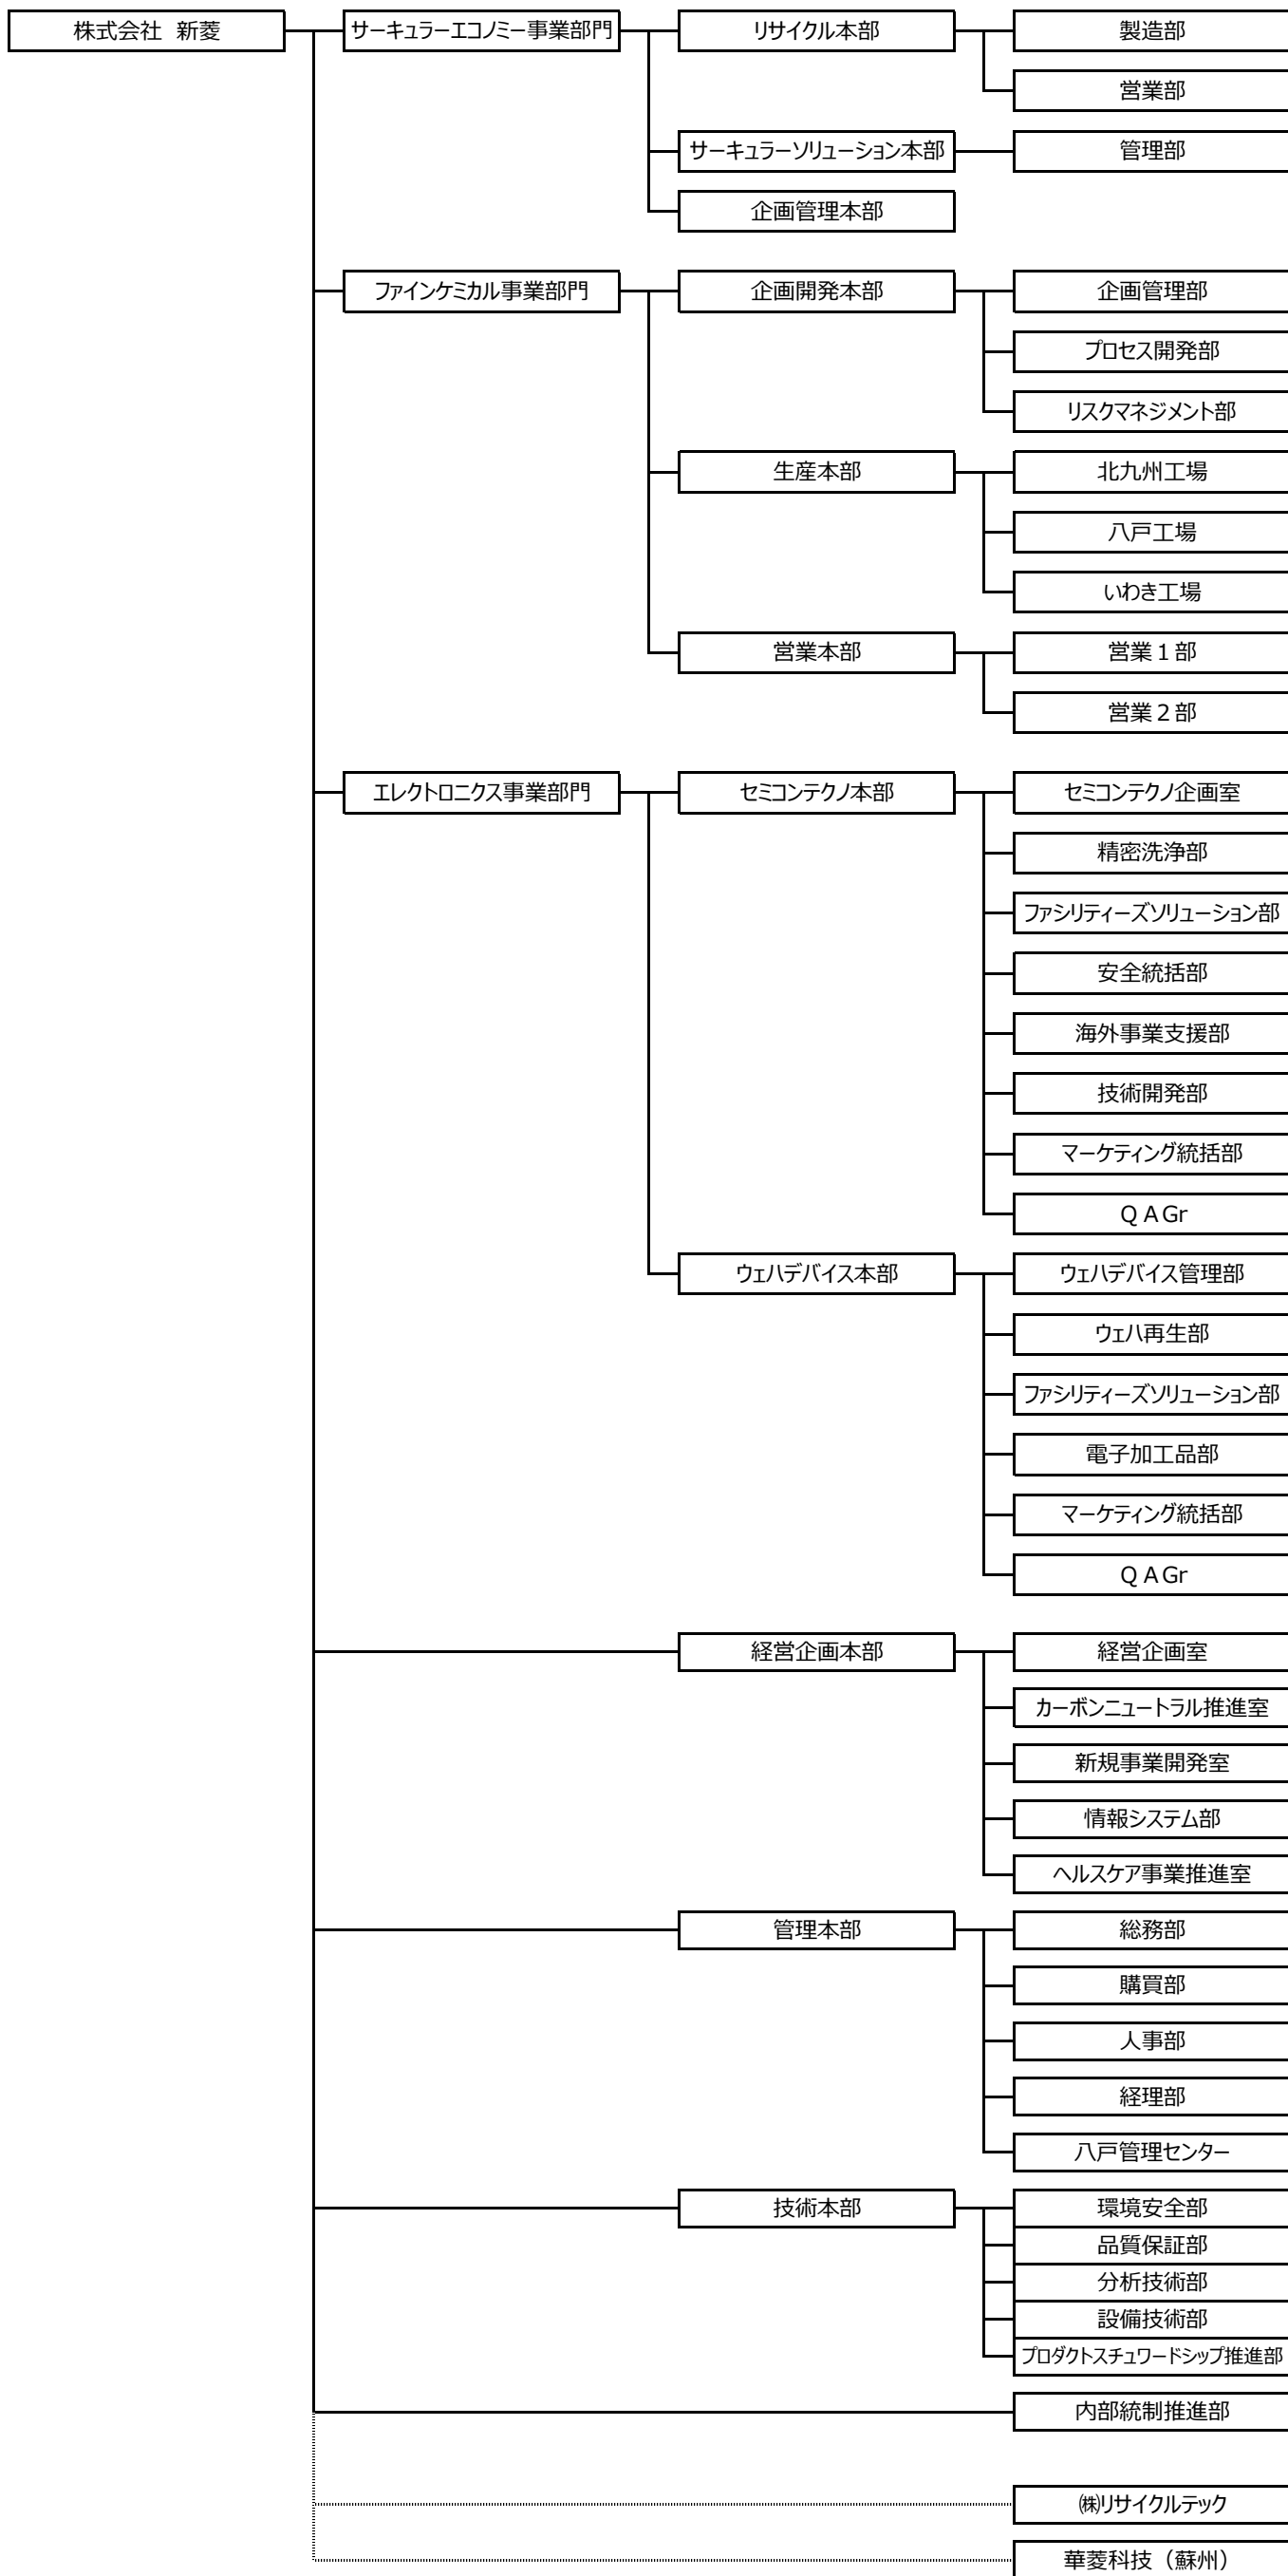 株式会社 新菱
サーキュラーエコノミー事業部門
リサイクル本部
製造部
営業部
サーキュラーソリューション本部
管理部
企画管理本部
ファインケミカル事業部門
企画開発本部
企画管理部
プロセス開発部
リスクマネジメント部
生産本部
北九州工場
八戸工場
いわき工場
営業本部
営業1部
営業2部
エレクトロニクス事業部門
セミコンテクノ本部
セミコンテクノ企画室
精密洗浄部
ファシリティーズソリューション部
安全統括部
海外事業支援部
技術開発部
マーケティング統括部
QAGr
ウェハデバイス本部
ウェハデバイス管理部
ウェハ再生部
ファシリティーズソリューション部
電子加工品部
マーケティング統括部
QAGr
経営企画本部
経営企画室
カーボンニュートラル推進室
新規事業開発室
情報システム部
ヘルスケア事業推進室
管理本部
総務部
購買部
人事部
経理部
八戸管理センター
技術本部
環境安全部
品質保証部
分析技術部
設備技術部
プロダクトスチュワードシップ推進部
内部統制推進部
㈱リサイクルテック
華菱科技（蘇州）